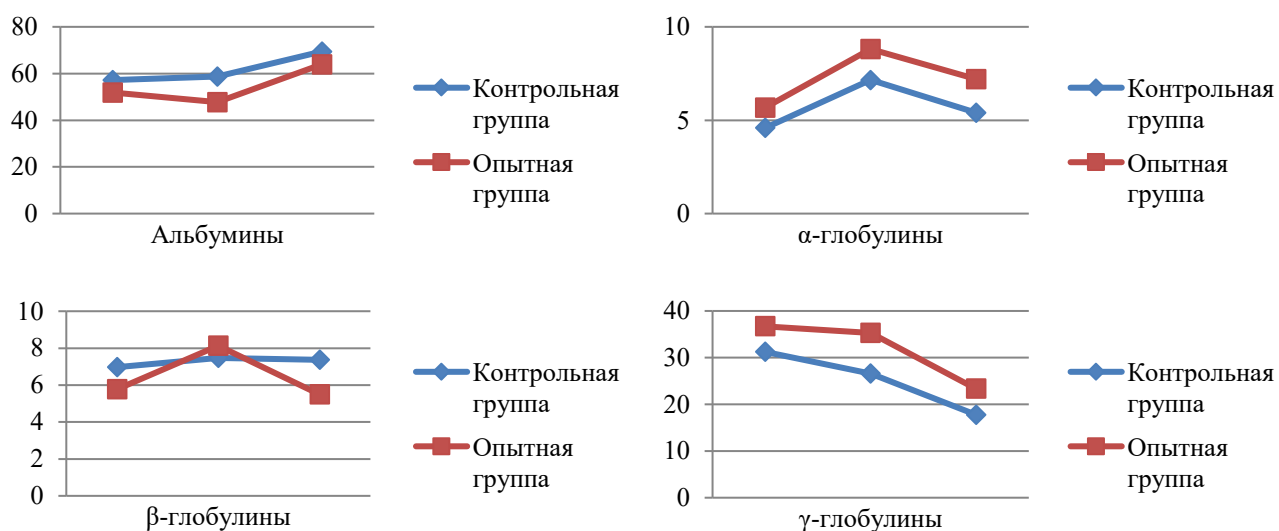 80
60
40
20
0
Альбумины
Контрольная
группа
Опытная
группа
10
5
0
α-глобулины
Контрольная
группа
Опытная
группа
10
8
6
4
2
0
β-глобулины
Контрольная
группа
Опытная
группа
40
30
20
10
0
γ-глобулины
Контрольная
группа
Опытная
группа